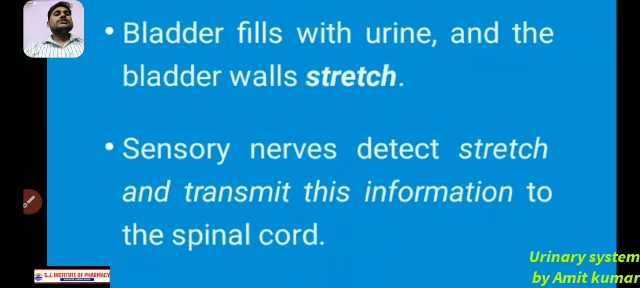 • Bladder fills with urine, and the
bladder walls stretch.
• Sensory nerves detect stretch
and transmit this information to
the spinal cord.
S.J. INSTITUTE OF PHARMACY
Urinary system
by Amit kumar